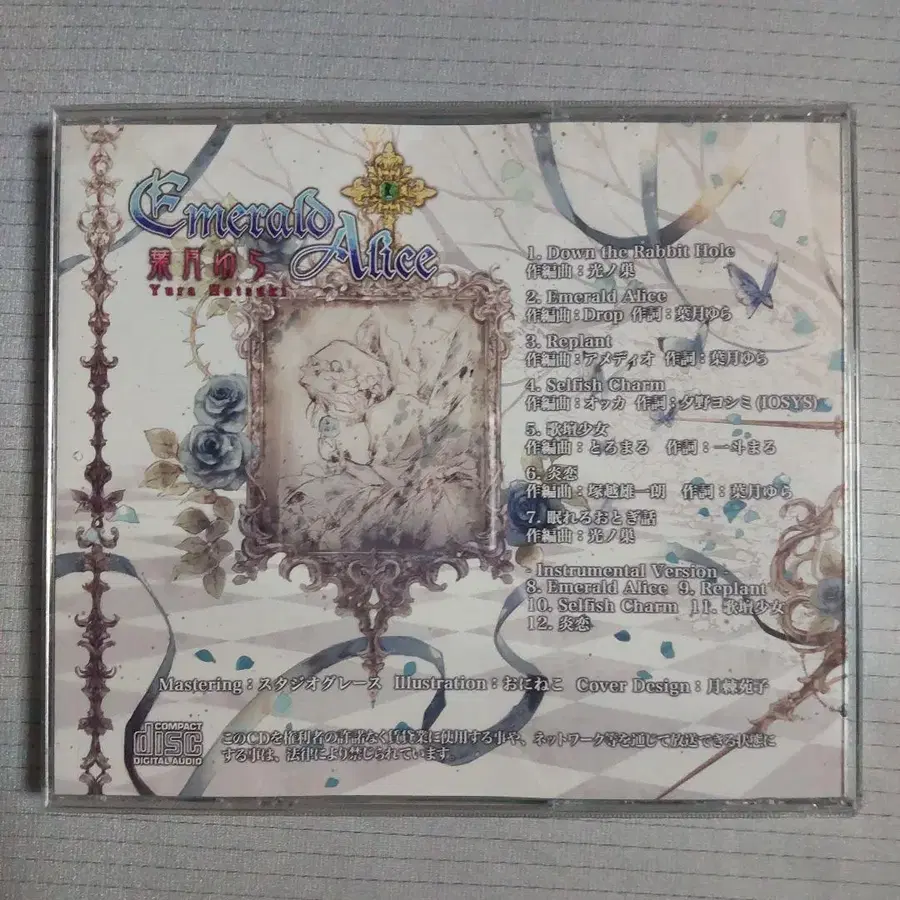 Emerald
Alice
葉月ゆら
Yura Hatsuki
1. Down the Rabbit Hole
作編曲：光ノ巣
2. Emerald Alice
作編曲：Drop 作詞：葉月ゆら
3. Replant
作編曲：アメディオ 作詞：葉月ゆら
4. Selfish Charm
作編曲：オッカ 作詞：夕野ヨシミ(IOSYS)
5. 歌壇少女
作編曲：とろまる 作詞：一斗まる
6. 炎恋
作編曲：塚越雄一朗 作詞：葉月ゆら
7. 眠れるおとぎ話
作編曲：光ノ巣
- Instrumental Version -
8. Emerald Alice 9. Replant
10. Selfish Charm 11. 歌壇少女
12. 炎恋
Mastering：スタジオグレース Illustration：おにねこ Cover Design：月棘苑子
COMPACT
disc
DIGITAL AUDIO
このCDを権利者の許諾なく賃貸業に使用する事や、ネットワーク等を通じて放送できる状態に
する事は、法律により禁じられています。